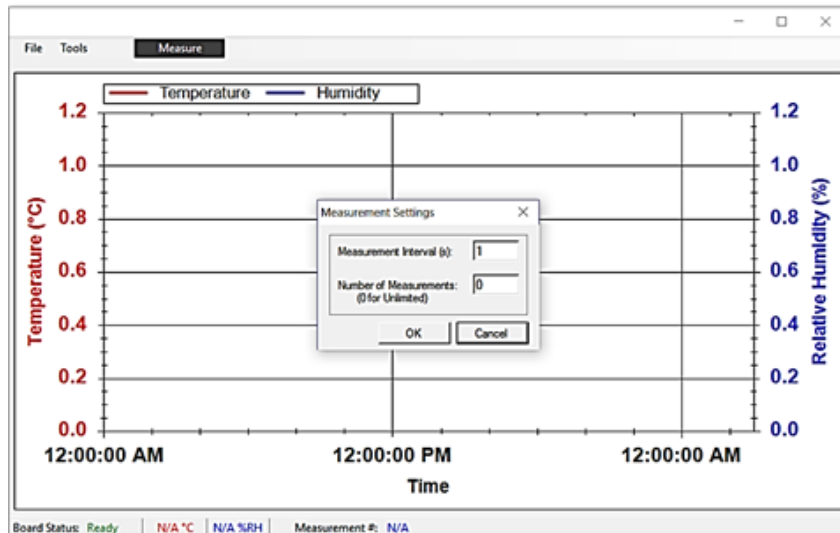 File Tools Measure
Temperature Humidity
1.2 1.2
1.0 1.0
0.8 0.8
0.6 0.6
0.4 0.4
0.2 0.2
0.0 0.0
Temperature (°C)
Relative Humidity (%)
Measurement Settings
Measurement Interval (s): 1
Number of Measurements: 0
(0 for Unlimited)
OK Cancel
12:00:00 AM 12:00:00 PM 12:00:00 AM
Time
Board Status: Ready N/A °C N/A %RH Measurement #: N/A